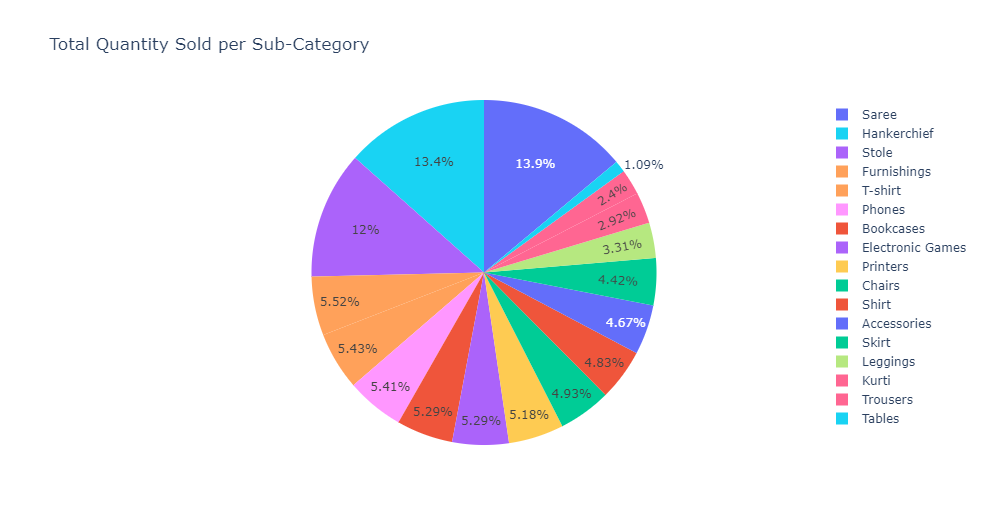 Total Quantity Sold per Sub-Category
13.9%
13.4%
12%
5.52%
5.43%
5.41%
5.29%
5.29%
5.18%
4.93%
4.83%
4.67%
4.42%
3.31%
2.92%
2.4%
1.09%
Saree
Hankerchief
Stole
Furnishings
T-shirt
Phones
Bookcases
Electronic Games
Printers
Chairs
Shirt
Accessories
Skirt
Leggings
Kurti
Trousers
Tables